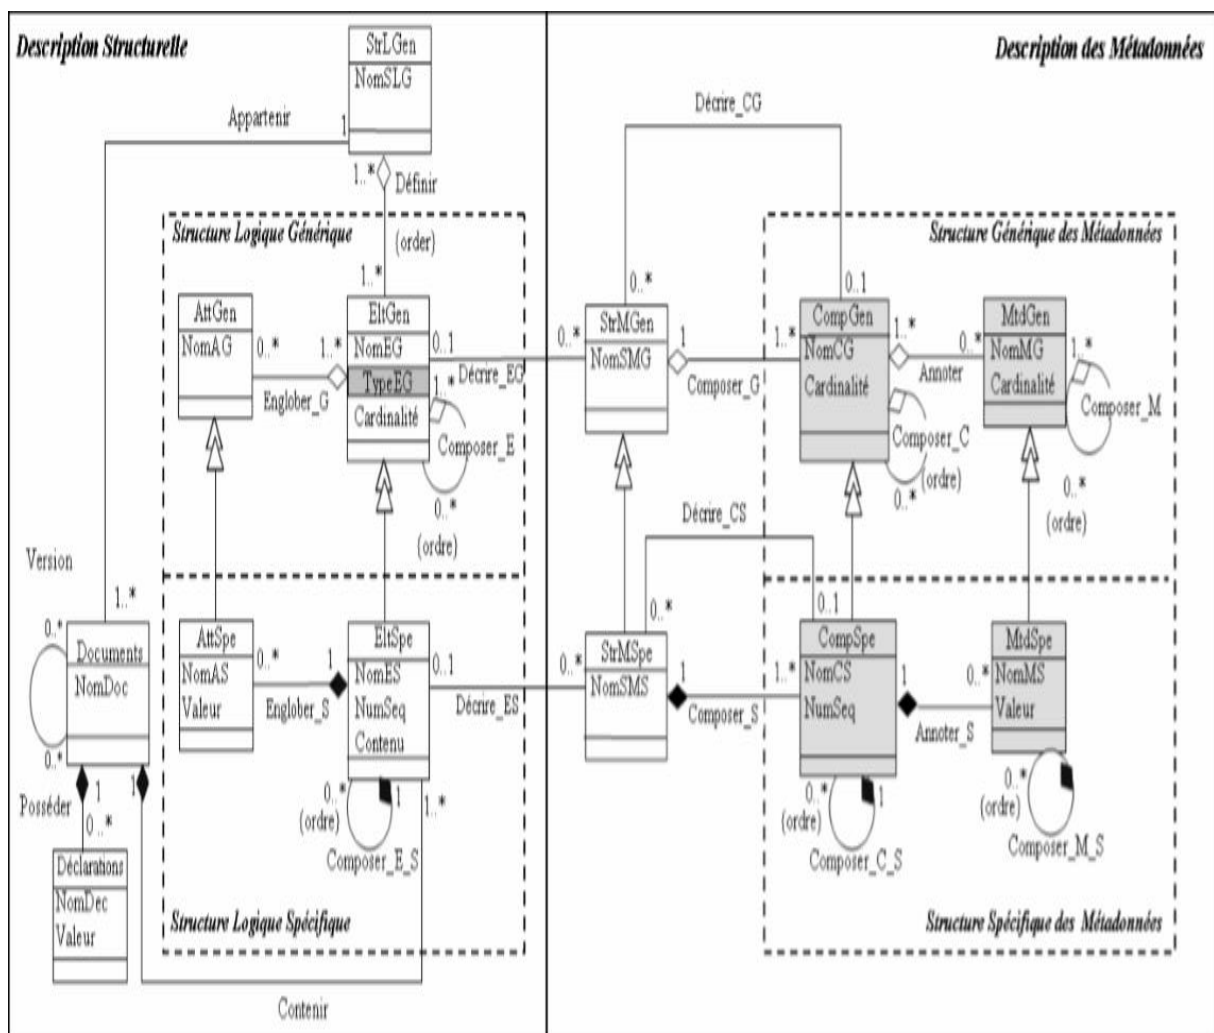 Description Structurelle
Description des Métadonnées
StrLGen
NomSLG
Appartenir
1
1..*
Définir
(order)
1..*
Structure Logique Générique
AttGen
NomAG
0..*
1..*
Englober_G
EltGen
NomEG
TypeEG
Cardinalité
0..1
Décrire_EG
0..*
1..*
Composer_E
0..*
(ordre)
Décrire_CG
0..*
0..1
StrMGen
NomSMG
1
Composer_G
1..*
Structure Générique des Métadonnées
CompGen
NomCG
Cardinalité
1..*
Annoter
0..*
Composer_C
(ordre)
0..*
MtdGen
NomMG
Cardinalité
1..*
Composer_M
0..*
(ordre)
Version
1..*
0..*
0..*
Documents
NomDoc
Posséder
1
0..*
1
Déclarations
NomDec
Valeur
Contenir
AttSpe
NomAS
Valeur
0..*
1
Englober_S
EltSpe
NomES
NumSeq
Contenu
0..1
Décrire_ES
0..*
0..*
(ordre)
1
1..*
Composer_E_S
Structure Logique Spécifique
Décrire_CS
0..*
0..1
StrMSpe
NomSMS
1
Composer_S
1..*
CompSpe
NomCS
NumSeq
1
Annoter_S
0..*
MtdSpe
NomMS
Valeur
0..*
(ordre)
1
Composer_C_S
0..*
(ordre)
1
Composer_M_S
Structure Spécifique des Métadonnées